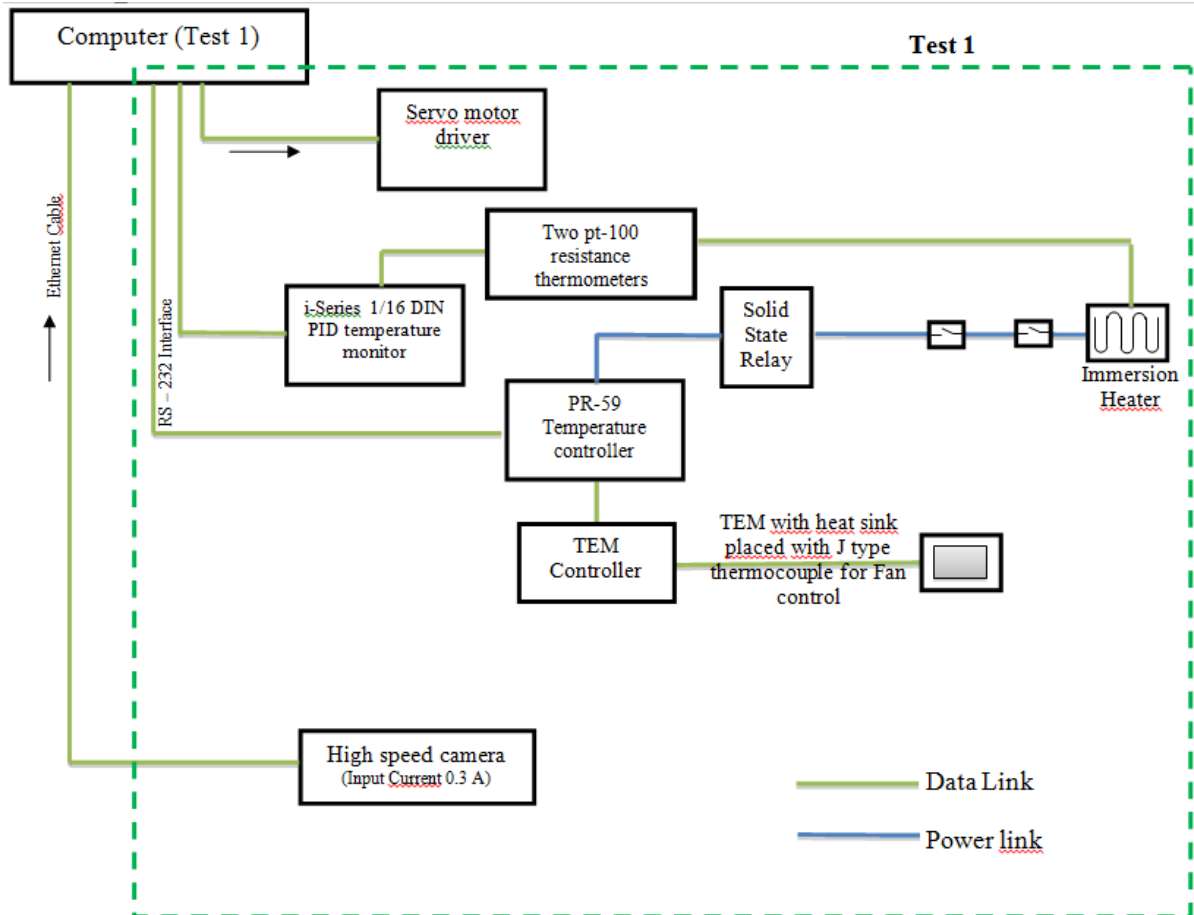 Computer (Test 1)
Test 1
Servo motor
driver
Ethernet Cable
Two pt-100
resistance
thermometers
i-Series 1/16 DIN
PID temperature
monitor
RS – 232 Interface
Solid
State
Relay
Immersion
Heater
PR-59
Temperature
controller
TEM
Controller
TEM with heat sink
placed with J type
thermocouple for Fan
control
High speed camera
(Input Current 0.3 A)
Data Link
Power link